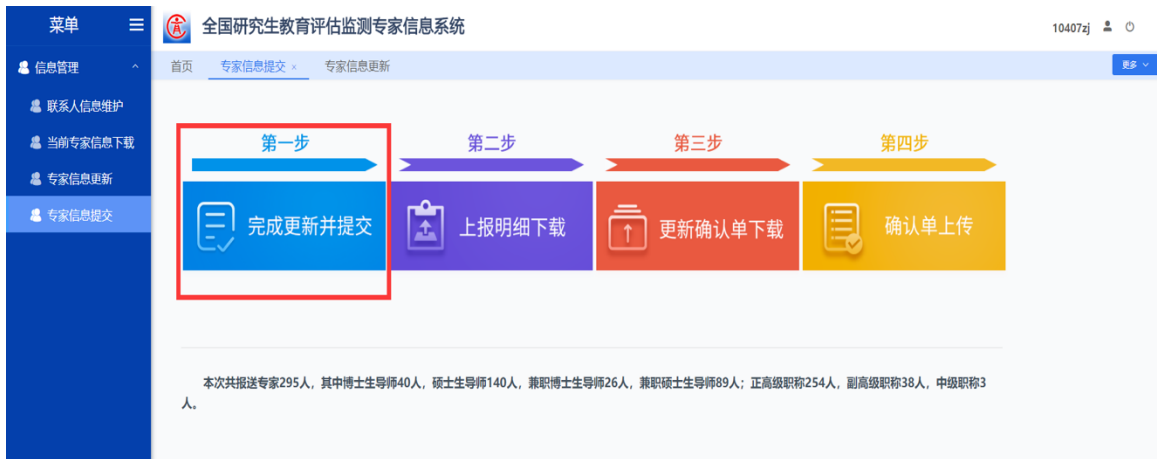 菜单
全国研究生教育评估监测专家信息系统
10407zj
信息管理
首页
专家信息提交 ×
专家信息更新
更多
联系人信息维护
当前专家信息下载
专家信息更新
专家信息提交
第一步
第二步
第三步
第四步
完成更新并提交
上报明细下载
更新确认单下载
确认单上传
本次共报送专家295人，其中博士生导师40人，硕士生导师140人，兼职博士生导师26人，兼职硕士生导师89人；正高级职称254人，副高级职称38人，中级职称3
人。